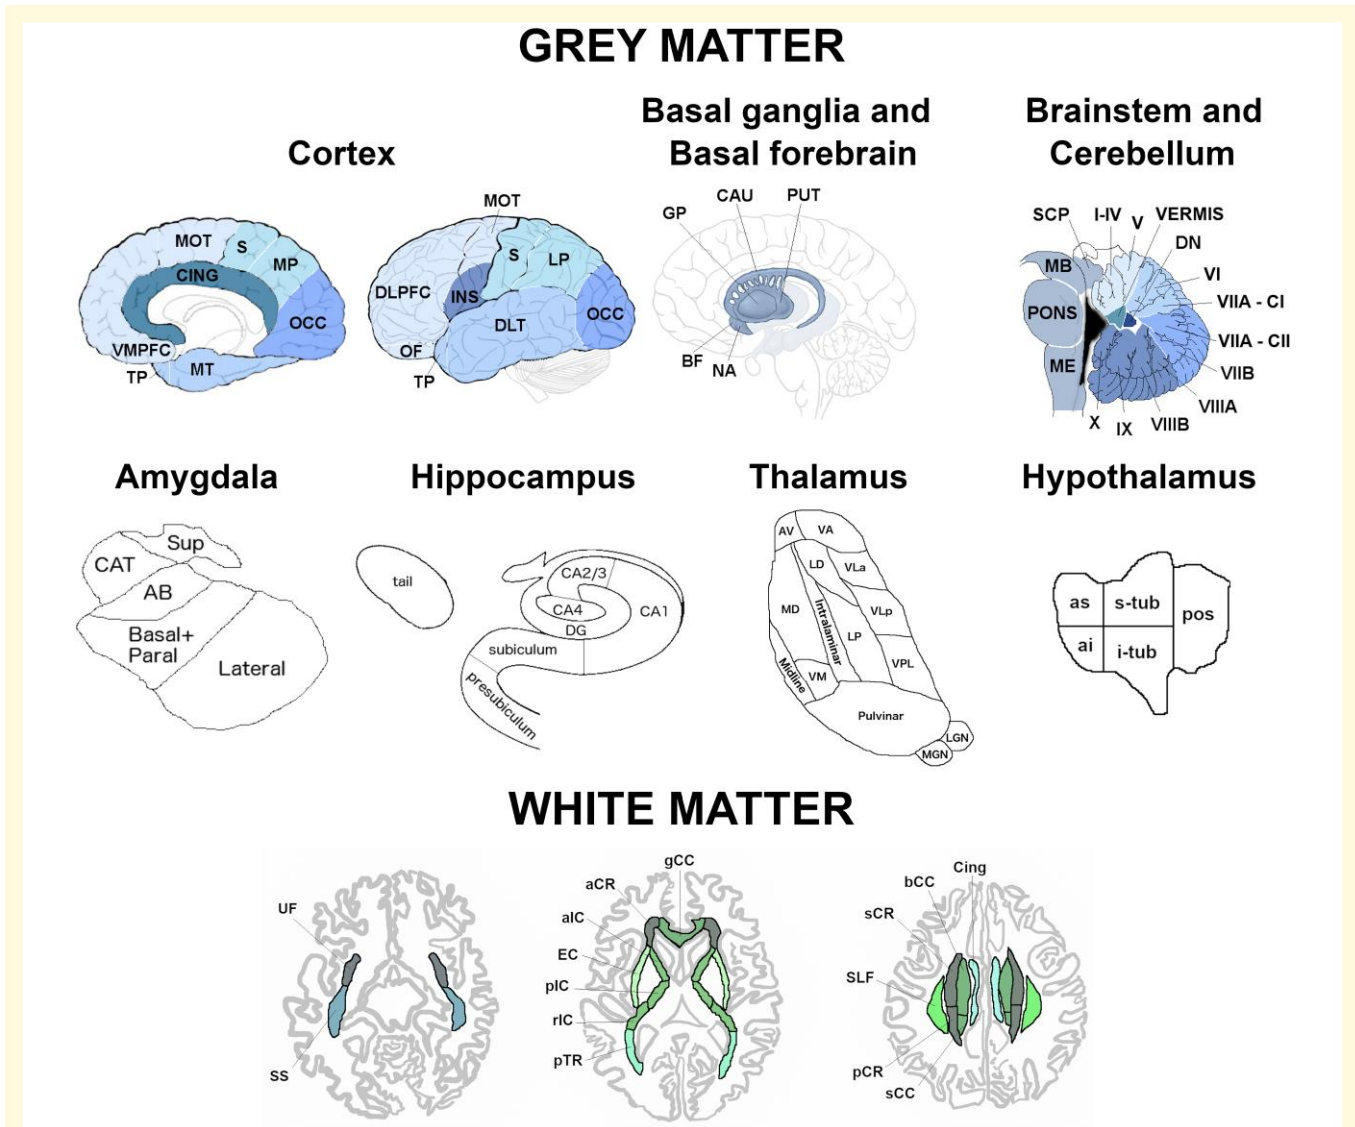 GREY MATTER
Cortex
Basal ganglia and
Basal forebrain
Brainstem and
Cerebellum
MOT
S
MP
CING
OCC
VMPFC
TP
MT
MOT
S
LP
DLPFC
INS
DLT
OCC
OF
TP
CAU
PUT
GP
BF
NA
SCP
I-IV
V
VERMIS
DN
MB
VI
VIIA - CI
PONS
VIIA - CII
ME
VIIB
VIIIA
X
IX
VIIIB
Amygdala
Hippocampus
Thalamus
Hypothalamus
Sup
CAT
AB
Basal+
Paral
Lateral
tail
CA2/3
CA4
CA1
DG
subiculum
presubiculum
AV
VA
LD
VLa
MD
Intralaminar
VLp
LP
VPL
Midline
VM
Pulvinar
LGN
MGN
as
s-tub
pos
ai
i-tub
WHITE MATTER
UF
SS
gCC
aCR
aIC
EC
pIC
rIC
pTR
Cing
bCC
sCR
SLF
pCR
sCC